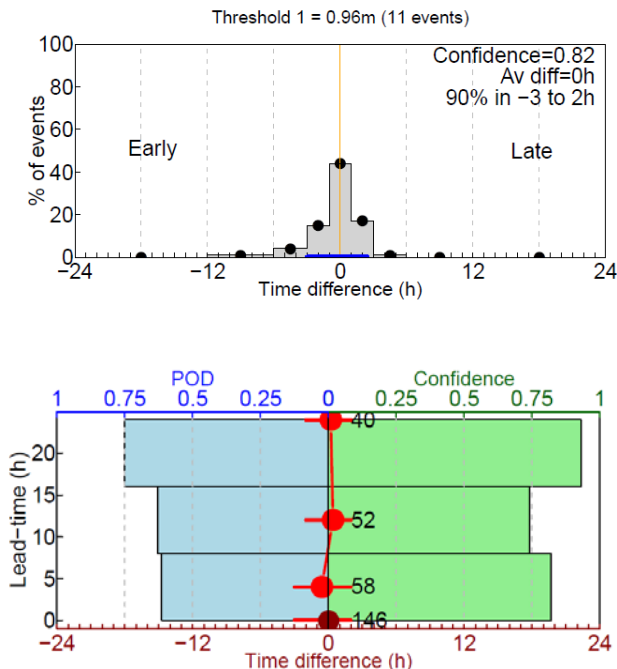 Threshold 1 = 0.96m (11 events)
Confidence=0.82
Av diff=0h
90% in −3 to 2h
Early
Late
% of events
100
80
60
40
20
0
−24 −12 0 12 24
Time difference (h)
POD Confidence
1 0.75 0.5 0.25 0 0.25 0.5 0.75 1
Lead−time (h)
20
15
10
5
0
40
52
58
146
−24 −12 0 12 24
Time difference (h)